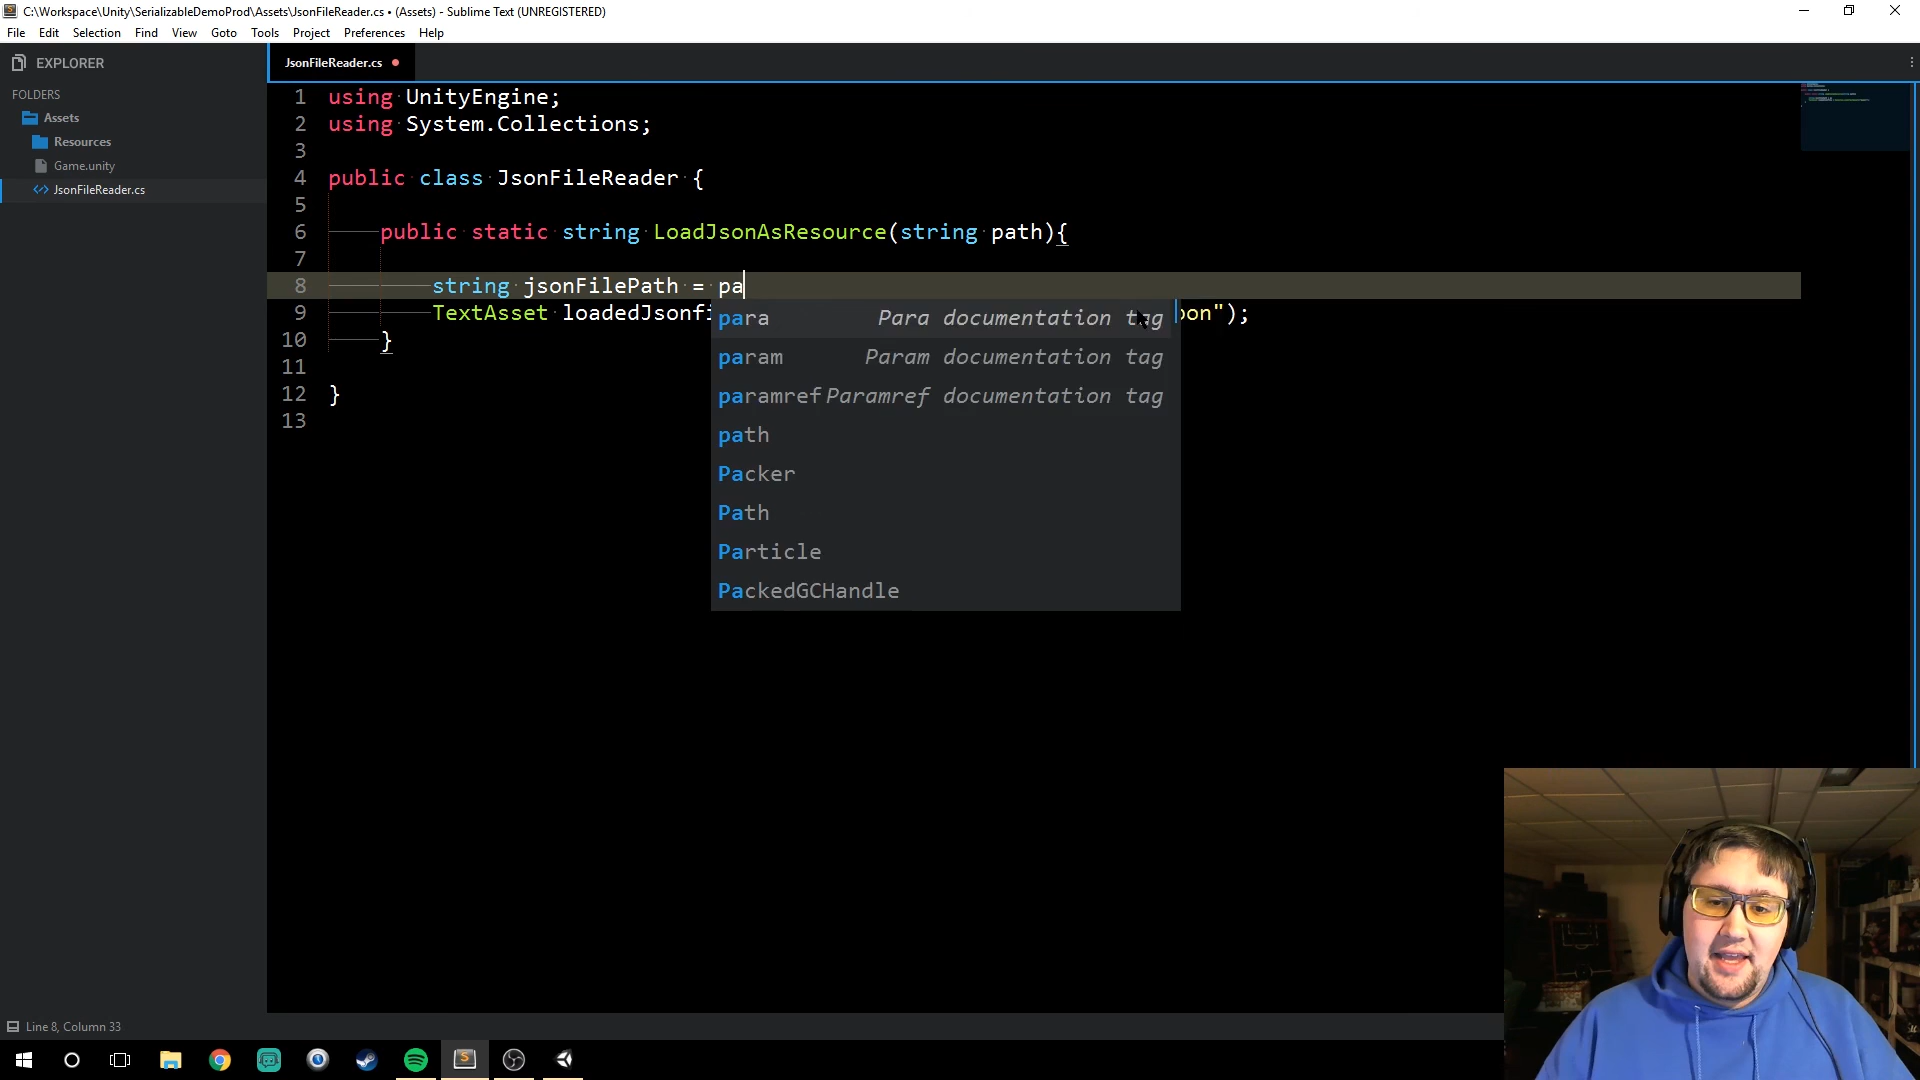 C:\Workspace\Unity\SerializableDemoProd\Assets\JsonFileReader.cs • (Assets) - Sublime Text (UNREGISTERED)
File Edit Selection Find View Goto Tools Project Preferences Help
EXPLORER
JsonFileReader.cs
FOLDERS
Assets
Resources
Game.unity
JsonFileReader.cs
1 using UnityEngine;
2 using System.Collections;
3
4 public class JsonFileReader {
5
6 public static string LoadJsonAsResource(string path){
7
8 string jsonFilePath = pa
9 TextAsset loadedJsonfi on");
10 }
11
12 }
13
para Para documentation tag
param Param documentation tag
paramref Paramref documentation tag
path
Packer
Path
Particle
PackedGCHandle
Line 8, Column 33